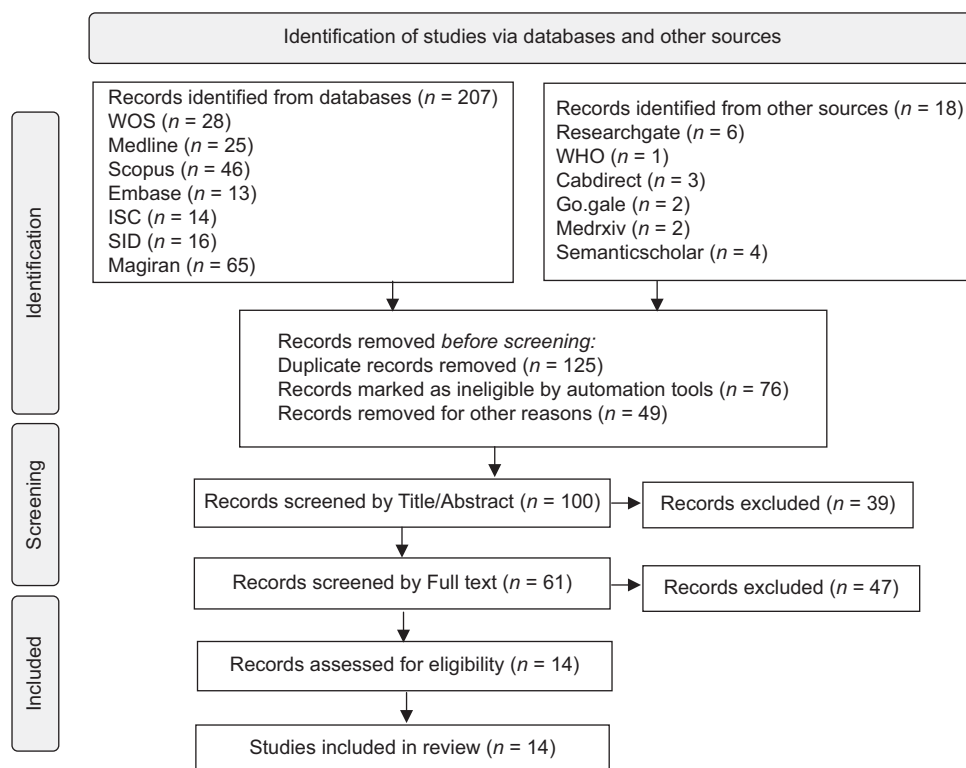 Identification of studies via databases and other sources
Identification
Records identified from databases (n = 207)
WOS (n = 28)
Medline (n = 25)
Scopus (n = 46)
Embase (n = 13)
ISC (n = 14)
SID (n = 16)
Magiran (n = 65)
Records identified from other sources (n = 18)
Researchgate (n = 6)
WHO (n = 1)
Cabdirect (n = 3)
Go.gale (n = 2)
Medrxiv (n = 2)
Semanticscholar (n = 4)
Records removed before screening:
Duplicate records removed (n = 125)
Records marked as ineligible by automation tools (n = 76)
Records removed for other reasons (n = 49)
Screening
Records screened by Title/Abstract (n = 100)
Records excluded (n = 39)
Records screened by Full text (n = 61)
Records excluded (n = 47)
Included
Records assessed for eligibility (n = 14)
Studies included in review (n = 14)